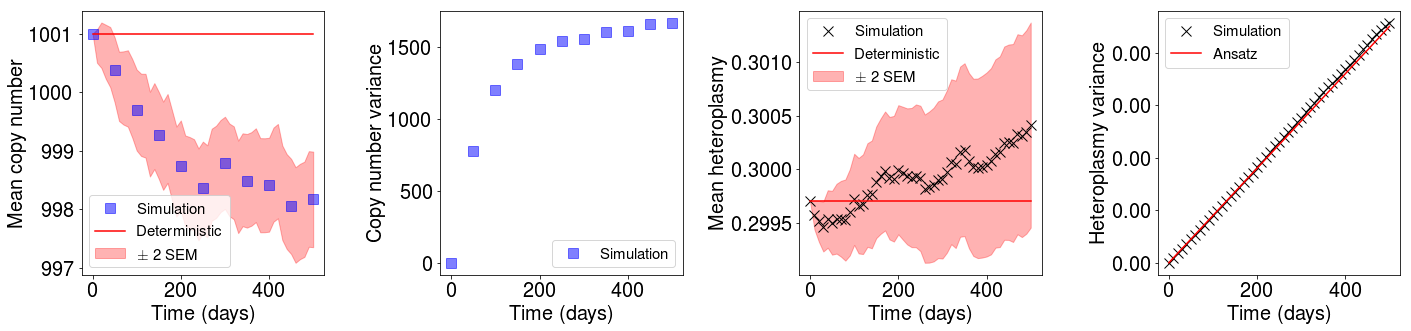 Mean copy number
1001
1000
999
998
997
Simulation
Deterministic
± 2 SEM
0
200
400
Time (days)
Copy number variance
1500
1000
500
0
Simulation
0
200
400
Time (days)
Mean heteroplasmy
0.3010
0.3005
0.3000
0.2995
Simulation
Deterministic
± 2 SEM
0
200
400
Time (days)
Heteroplasmy variance
0.00
0.00
0.00
0.00
0.00
Simulation
Ansatz
0
200
400
Time (days)